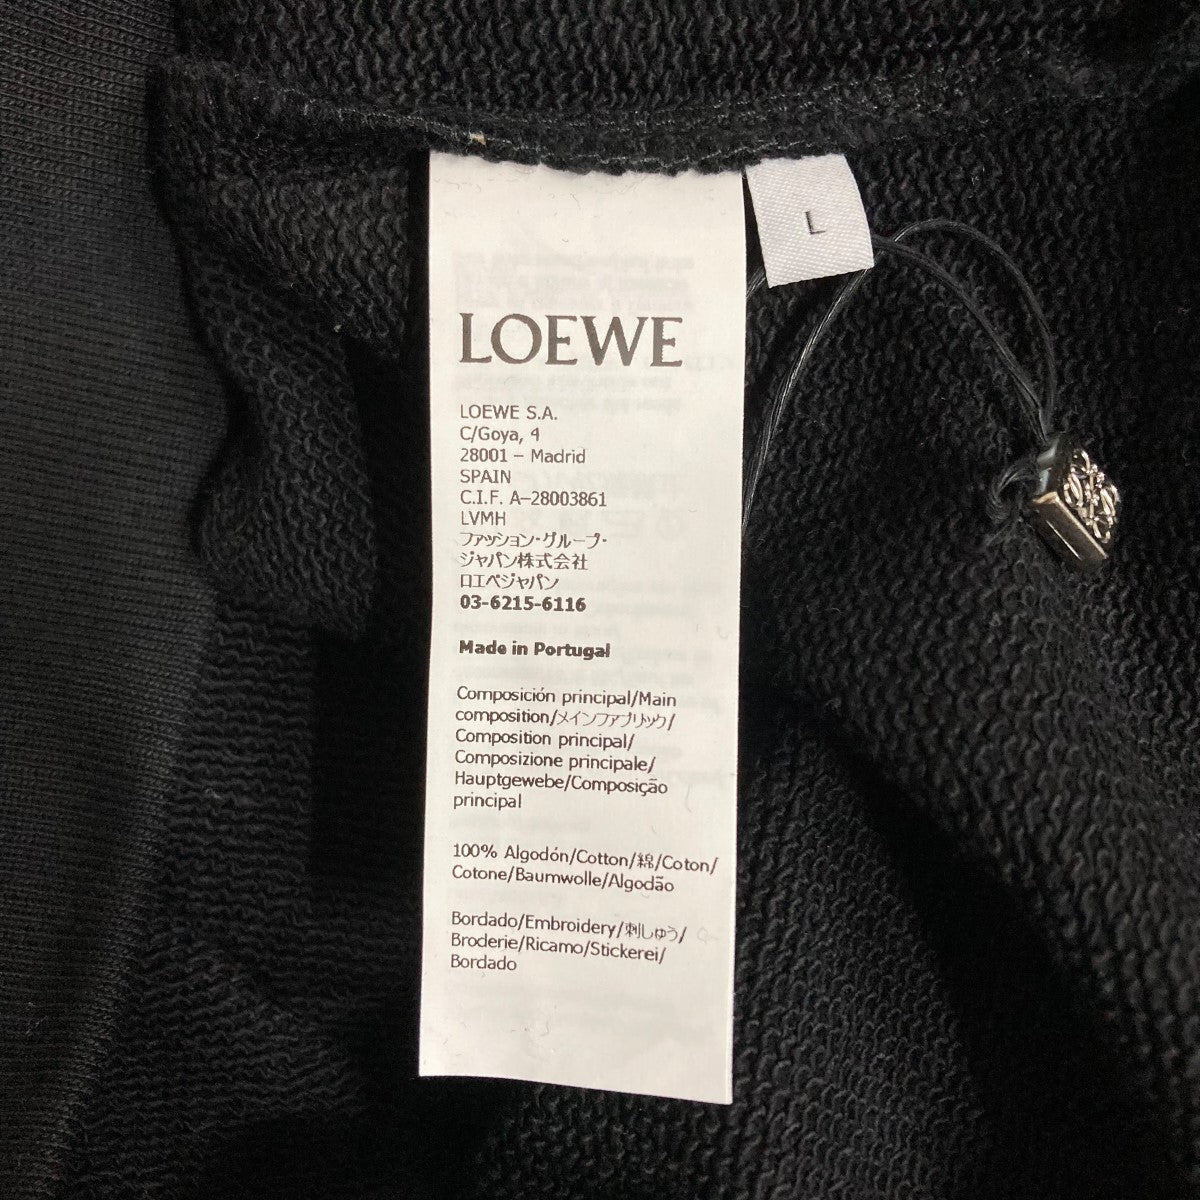 L
LOEWE
LOEWE S.A.
C/Goya, 4
28001 – Madrid
SPAIN
C.I.F. A–28003861
LVMH
ファッション・グループ・
ジャパン株式会社
ロエベジャパン
03-6215-6116
Made in Portugal
Composición principal/Main
composition/メインファブリック/
Composition principal/
Composizione principale/
Hauptgewebe/Composição
principal
100% Algodón/Cotton/綿/Coton/
Cotone/Baumwolle/Algodão
Bordado/Embroidery/刺しゅう/
Broderie/Ricamo/Stickerei/
Bordado